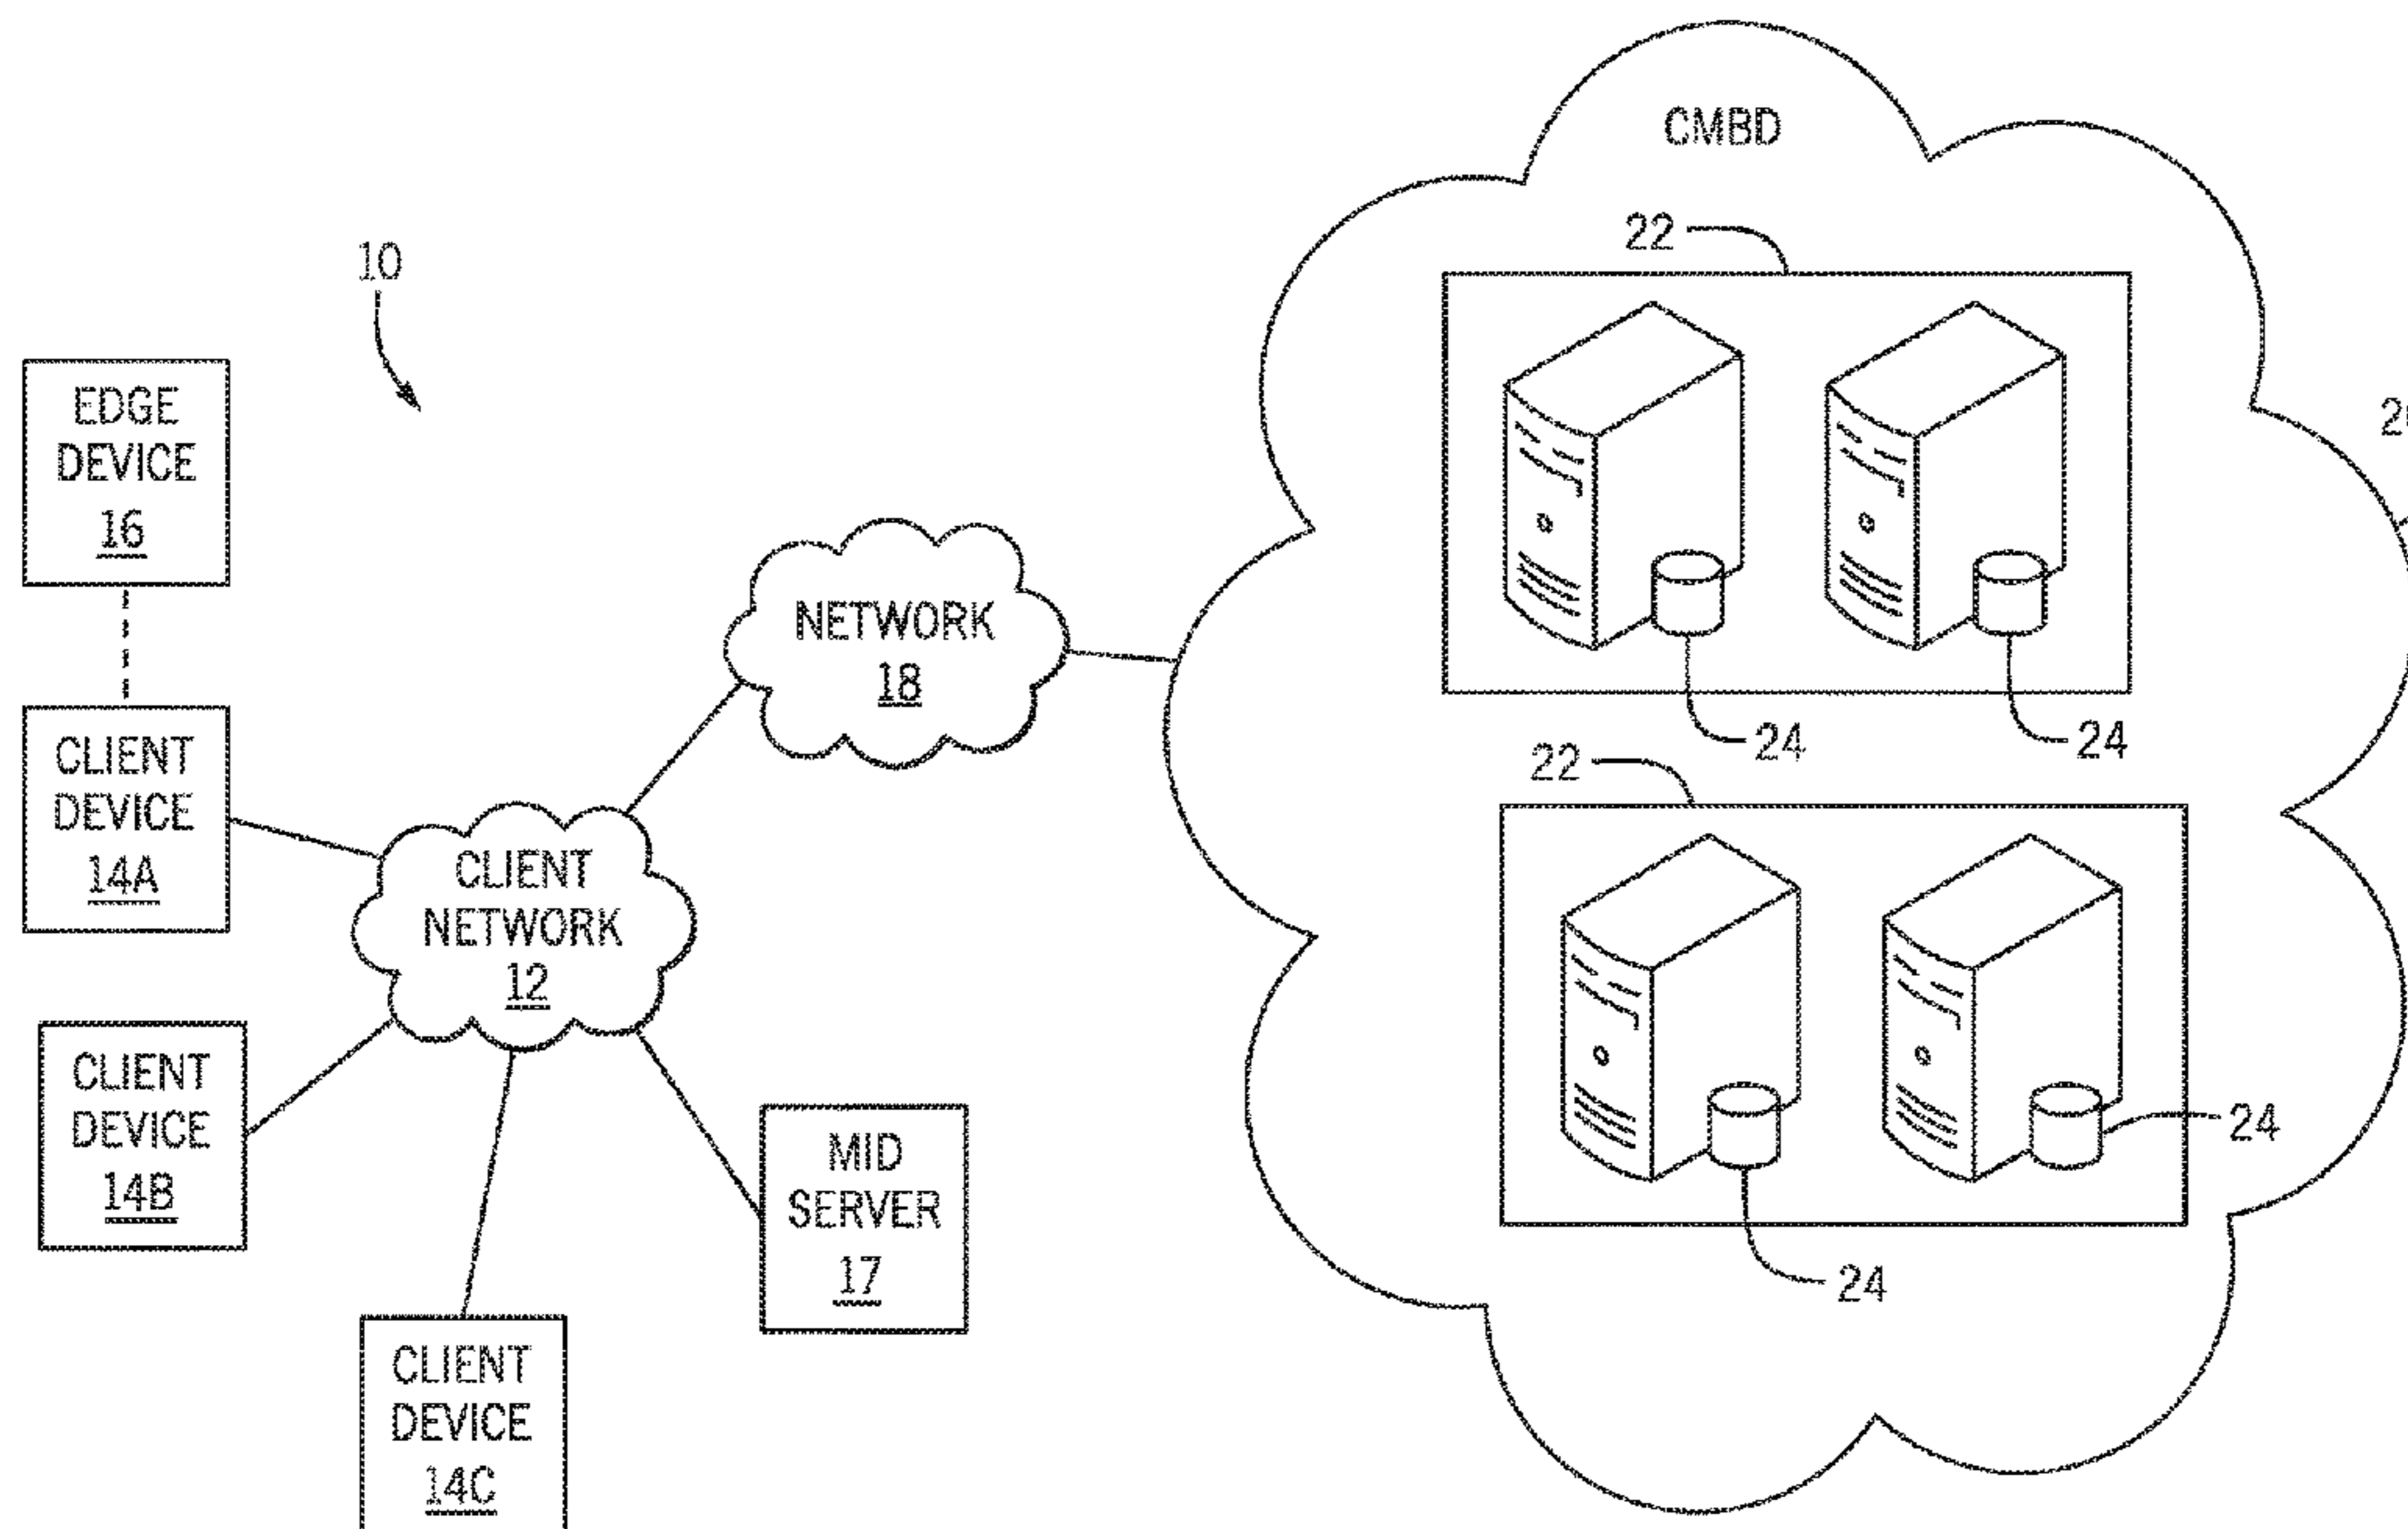 CMBD
22
10
EDGE
DEVICE
16
NETWORK
18
24
24
CLIENT
DEVICE
14A
22
CLIENT
NETWORK
12
CLIENT
DEVICE
14B
MID
SERVER
17
24
24
CLIENT
DEVICE
14C